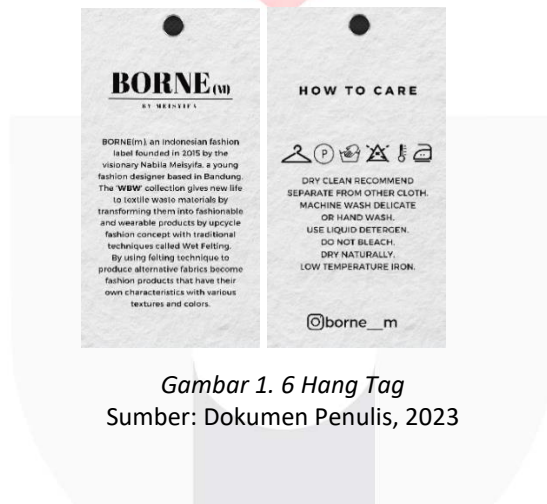 BORNE(M)
BY MEISYIFA
BORNE(m), an Indonesian fashion
label founded in 2015 by the
visionary Nabila Meisyifa, a young
fashion designer based in Bandung.
The 'WBW' collection gives new life
to textile waste materials by
transforming them into fashionable
and wearable products by upcycle
fashion concept with traditional
techniques called Wet Felting.
By using felting technique to
produce alternative fabrics become
fashion products that have their
own characteristics with various
textures and colors.
HOW TO CARE
P
DRY CLEAN RECOMMEND
SEPARATE FROM OTHER CLOTH.
MACHINE WASH DELICATE
OR HAND WASH.
USE LIQUID DETERGEN.
DO NOT BLEACH.
DRY NATURALLY.
LOW TEMPERATURE IRON.
borne__m
Gambar 1. 6 Hang Tag
Sumber: Dokumen Penulis, 2023